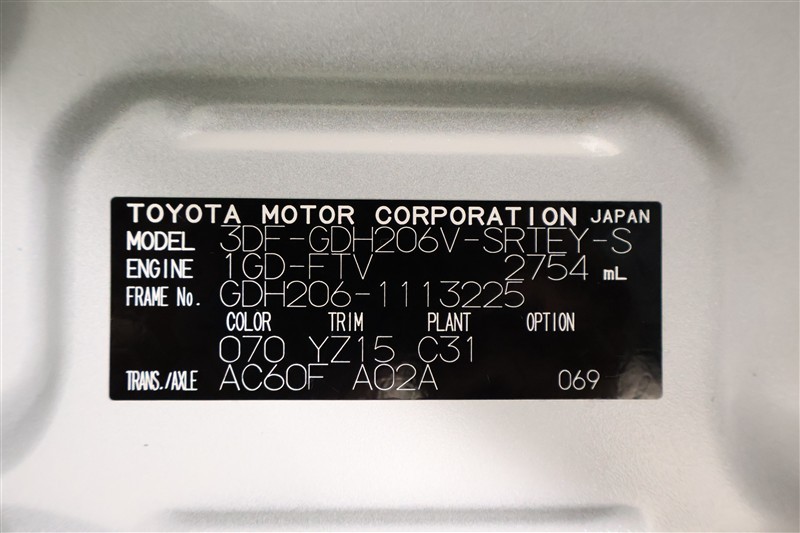 TOYOTA MOTOR CORPORATION JAPAN
MODEL 3DF-GDH206V-SRTEY-S
ENGINE 1GD-FTV 2754 mL
FRAME No. GDH206-1113225
COLOR TRIM PLANT OPTION
070 YZ15 C31
TRANS./AXLE AC60F A02A 069